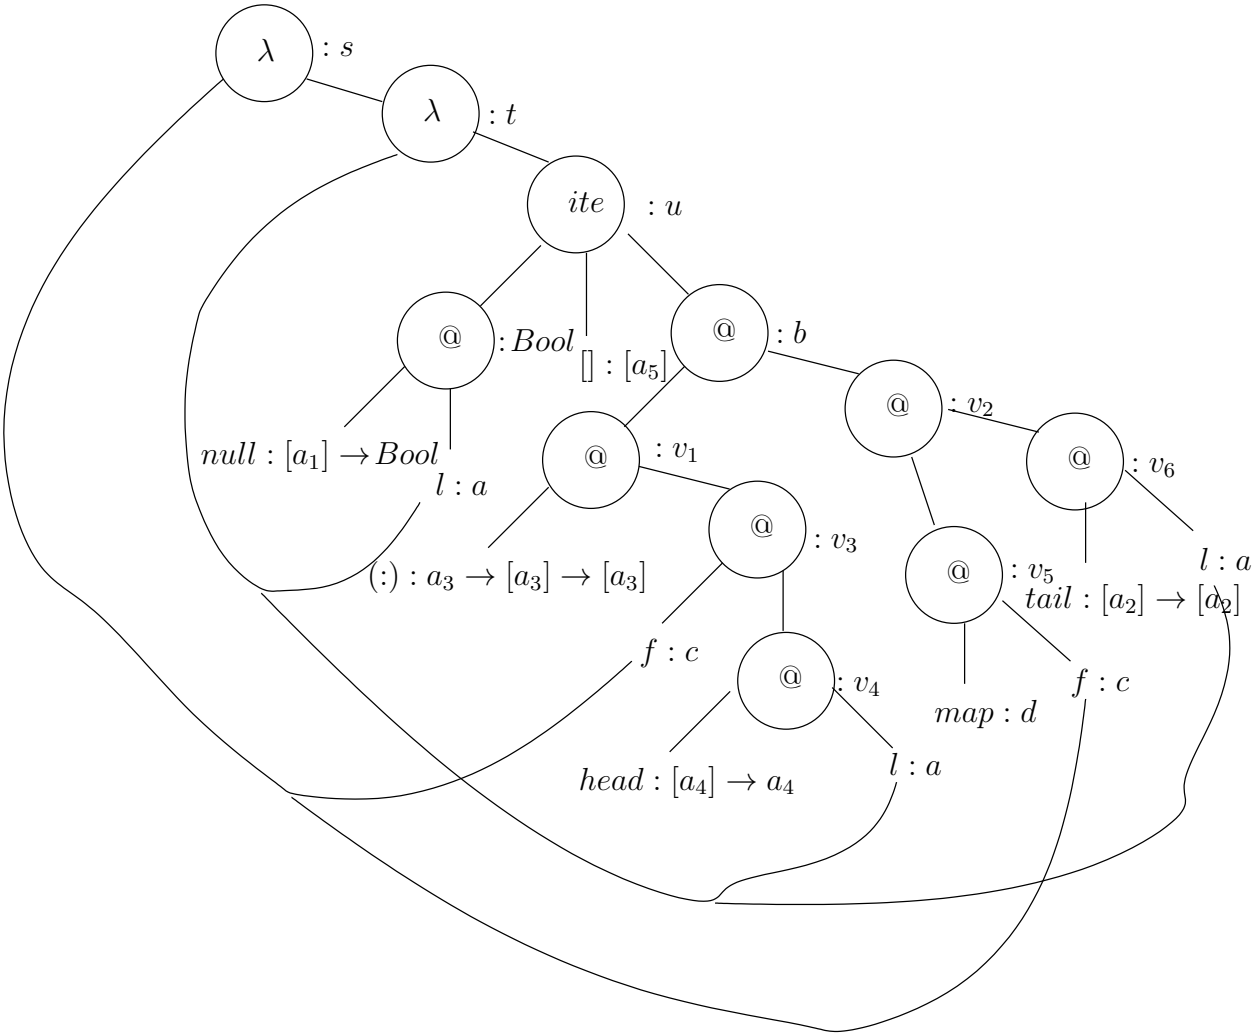 λ : s
λ : t
ite : u
@ : Bool
[] : [a₅]
@ : b
null : [a₁] → Bool
l : a
@ : v₁
@ : v₂
@ : v₆
(:) : a₃ → [a₃] → [a₃]
@ : v₃
@ : v₅
l : a
tail : [a₂] → [a₂]
f : c
@ : v₄
map : d
f : c
head : [a₄] → a₄
l : a